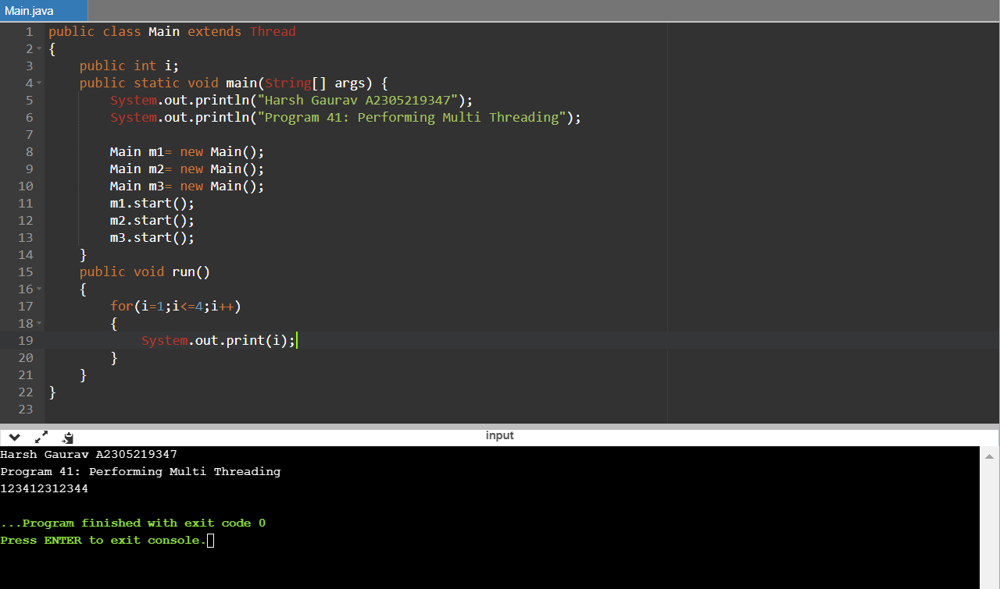 Main.java
1 public class Main extends Thread
2 {
3     public int i;
4     public static void main(String[] args) {
5         System.out.println("Harsh Gaurav A2305219347");
6         System.out.println("Program 41: Performing Multi Threading");
7
8         Main m1= new Main();
9         Main m2= new Main();
10         Main m3= new Main();
11         m1.start();
12         m2.start();
13         m3.start();
14     }
15     public void run()
16     {
17         for(i=1;i<=4;i++)
18         {
19             System.out.print(i);
20         }
21     }
22 }
23
input
Harsh Gaurav A2305219347
Program 41: Performing Multi Threading
123412312344
...Program finished with exit code 0
Press ENTER to exit console.